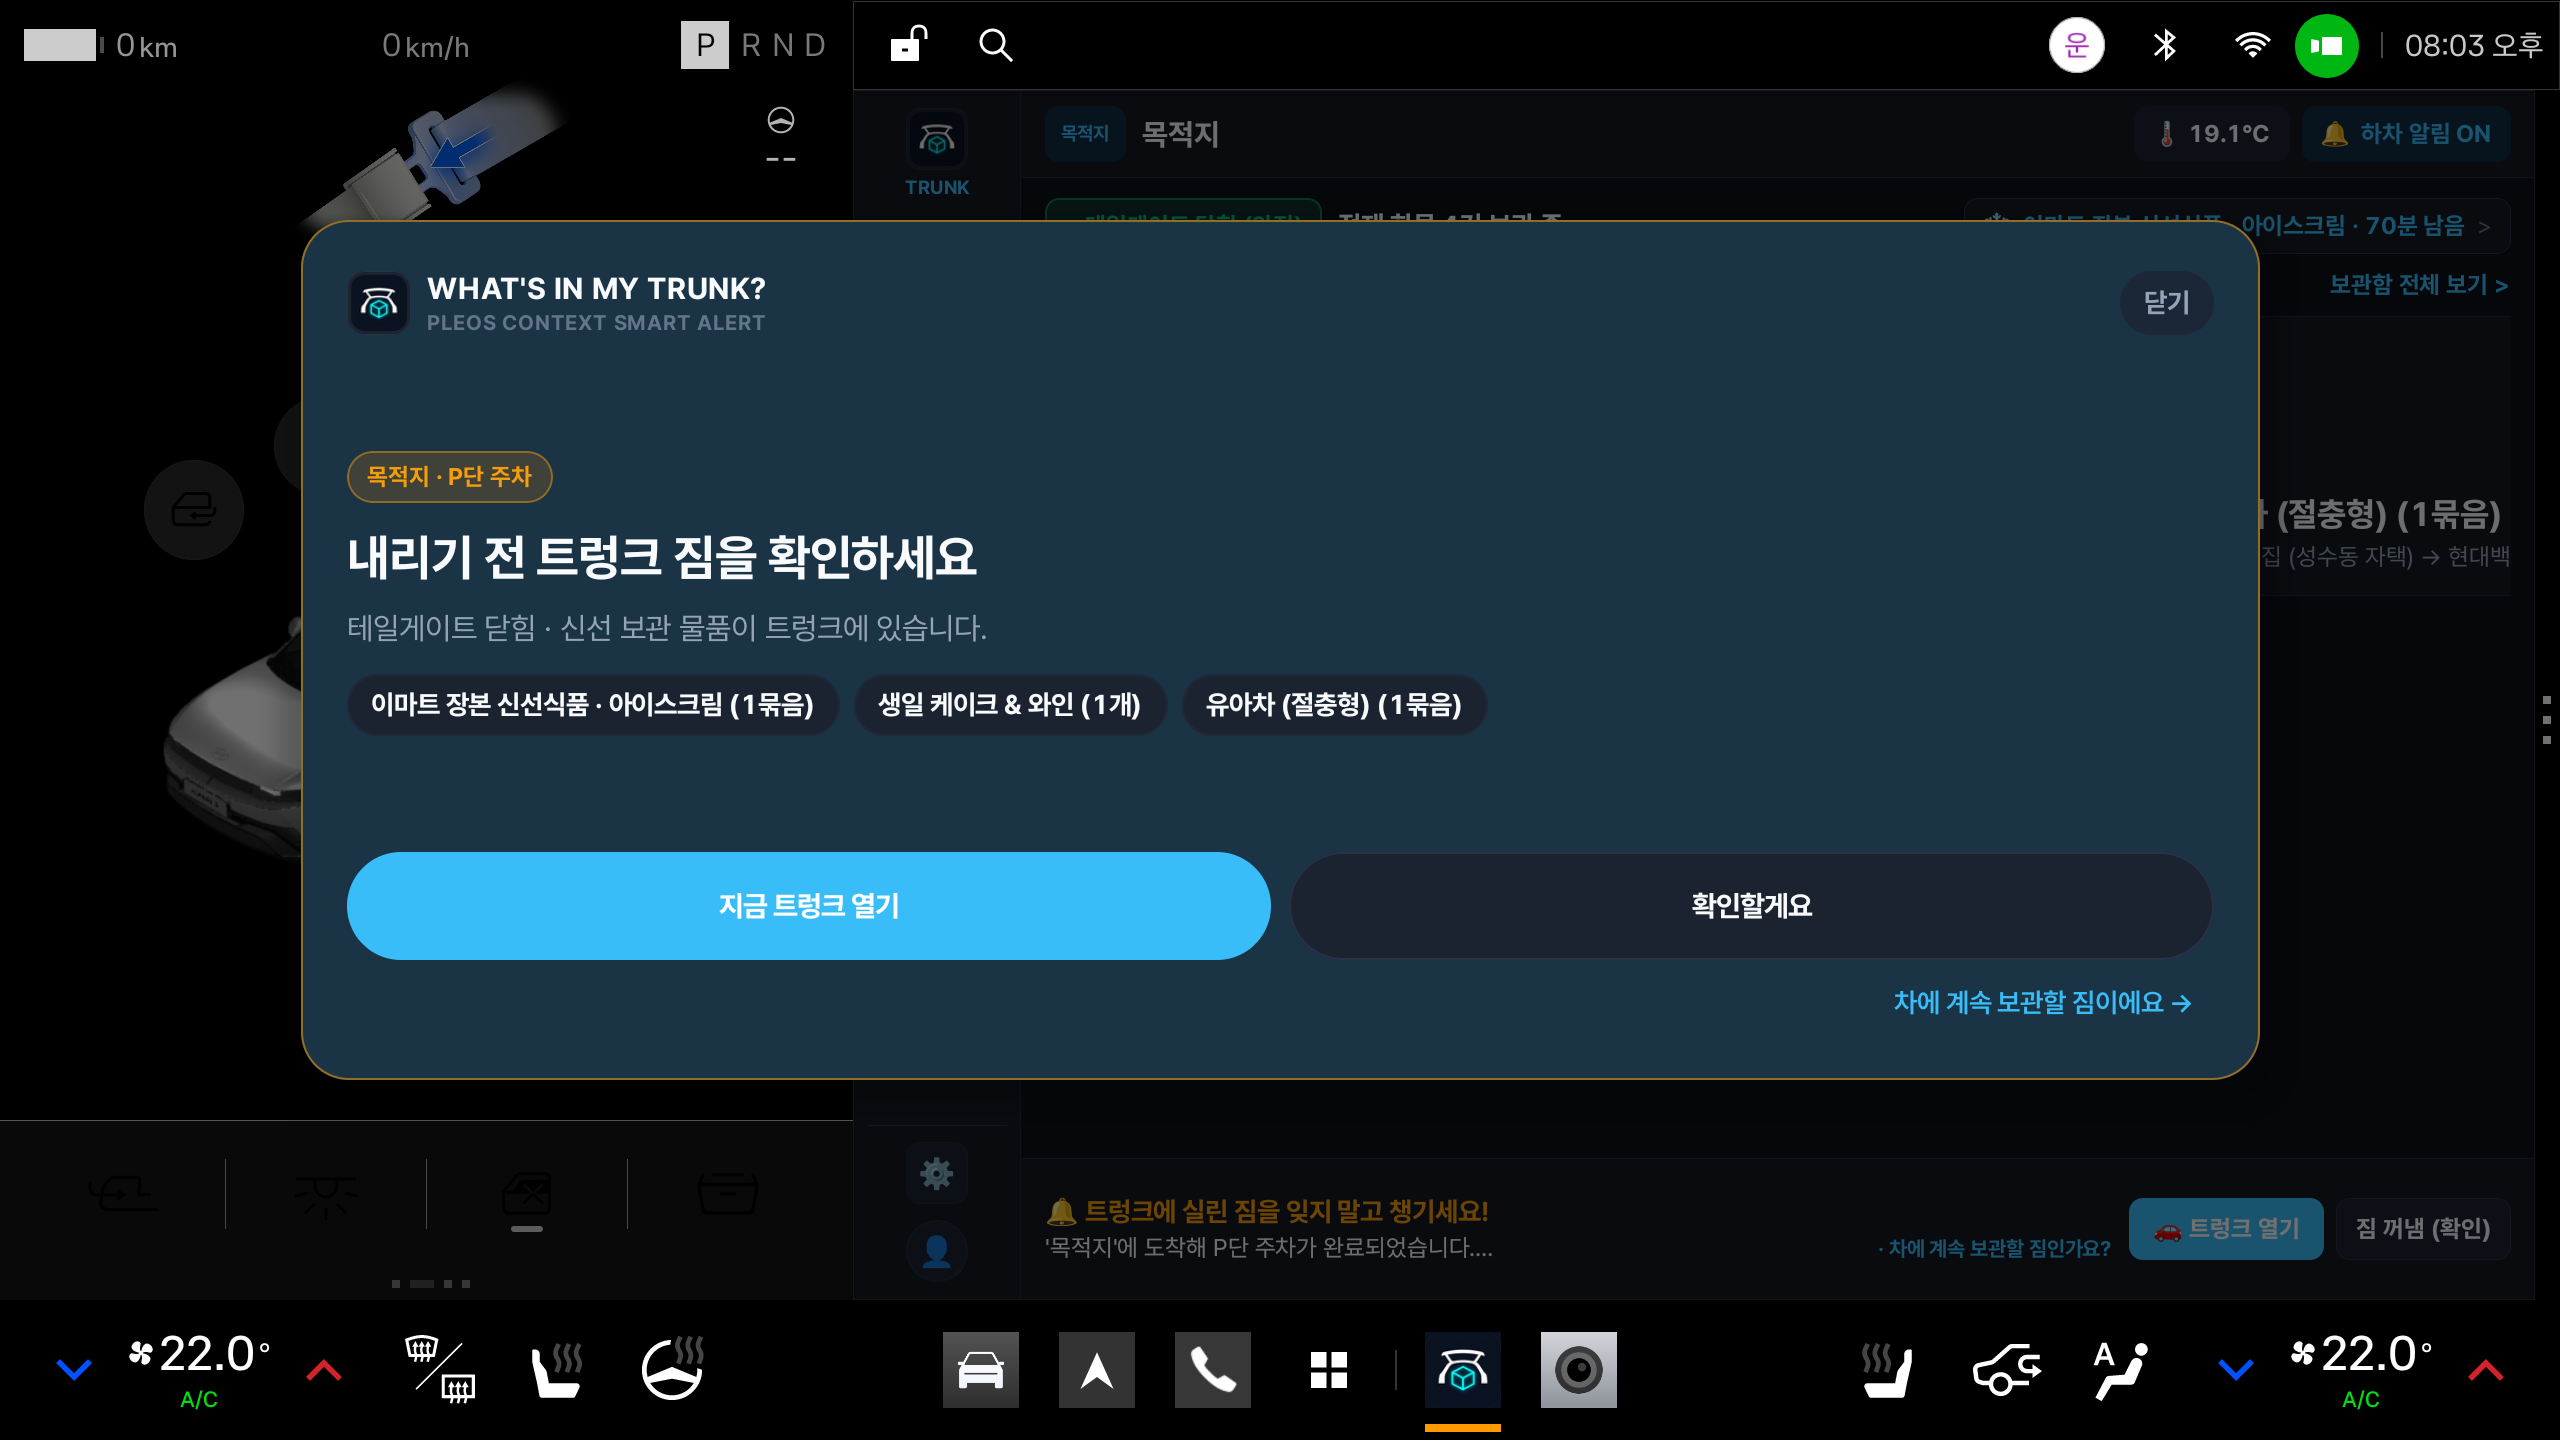 0 km
0 km/h
P R N D
--
운
08:03 오후
TRUNK
목적지 목적지
🌡️ 19.1°C
🔔 하차 알림 ON
아이스크림 · 70분 남음 >
보관함 전체 보기 >
WHAT'S IN MY TRUNK?
PLEOS CONTEXT SMART ALERT
닫기
목적지 · P단 주차
내리기 전 트렁크 짐을 확인하세요
테일게이트 닫힘 · 신선 보관 물품이 트렁크에 있습니다.
이마트 장본 신선식품 · 아이스크림 (1묶음)
생일 케이크 & 와인 (1개)
유아차 (절충형) (1묶음)
(절충형) (1묶음)
집 (성수동 자택) → 현대백
지금 트렁크 열기
확인할게요
차에 계속 보관할 짐이에요 →
🔔 트렁크에 실린 짐을 잊지 말고 챙기세요!
'목적지'에 도착해 P단 주차가 완료되었습니다....
· 차에 계속 보관할 짐인가요?
🚗 트렁크 열기
짐 꺼냄 (확인)
22.0°
A/C
A
22.0°
A/C